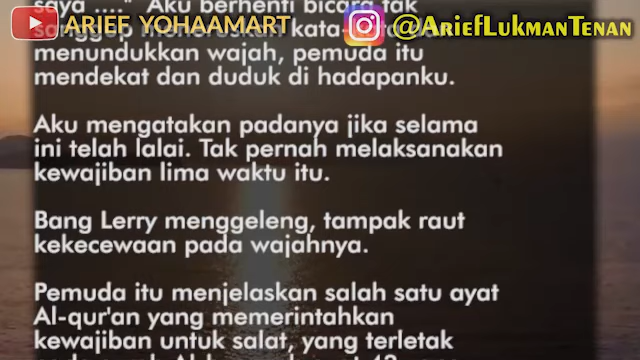 ARIEF YOHAAMART
@AriefLukmanTenan
saya ...." Aku berhenti bicara, tak
sanggup meneruskan
menundukkan wajah, pemuda itu
mendekat dan duduk di hadapanku.
Aku mengatakan padanya jika selama
ini telah lalai. Tak pernah melaksanakan
kewajiban lima waktu itu.
Bang Lerry menggeleng, tampak raut
kekecewaan pada wajahnya.
Pemuda itu menjelaskan salah satu ayat
Al-qur'an yang memerintahkan
kewajiban untuk salat, yang terletak